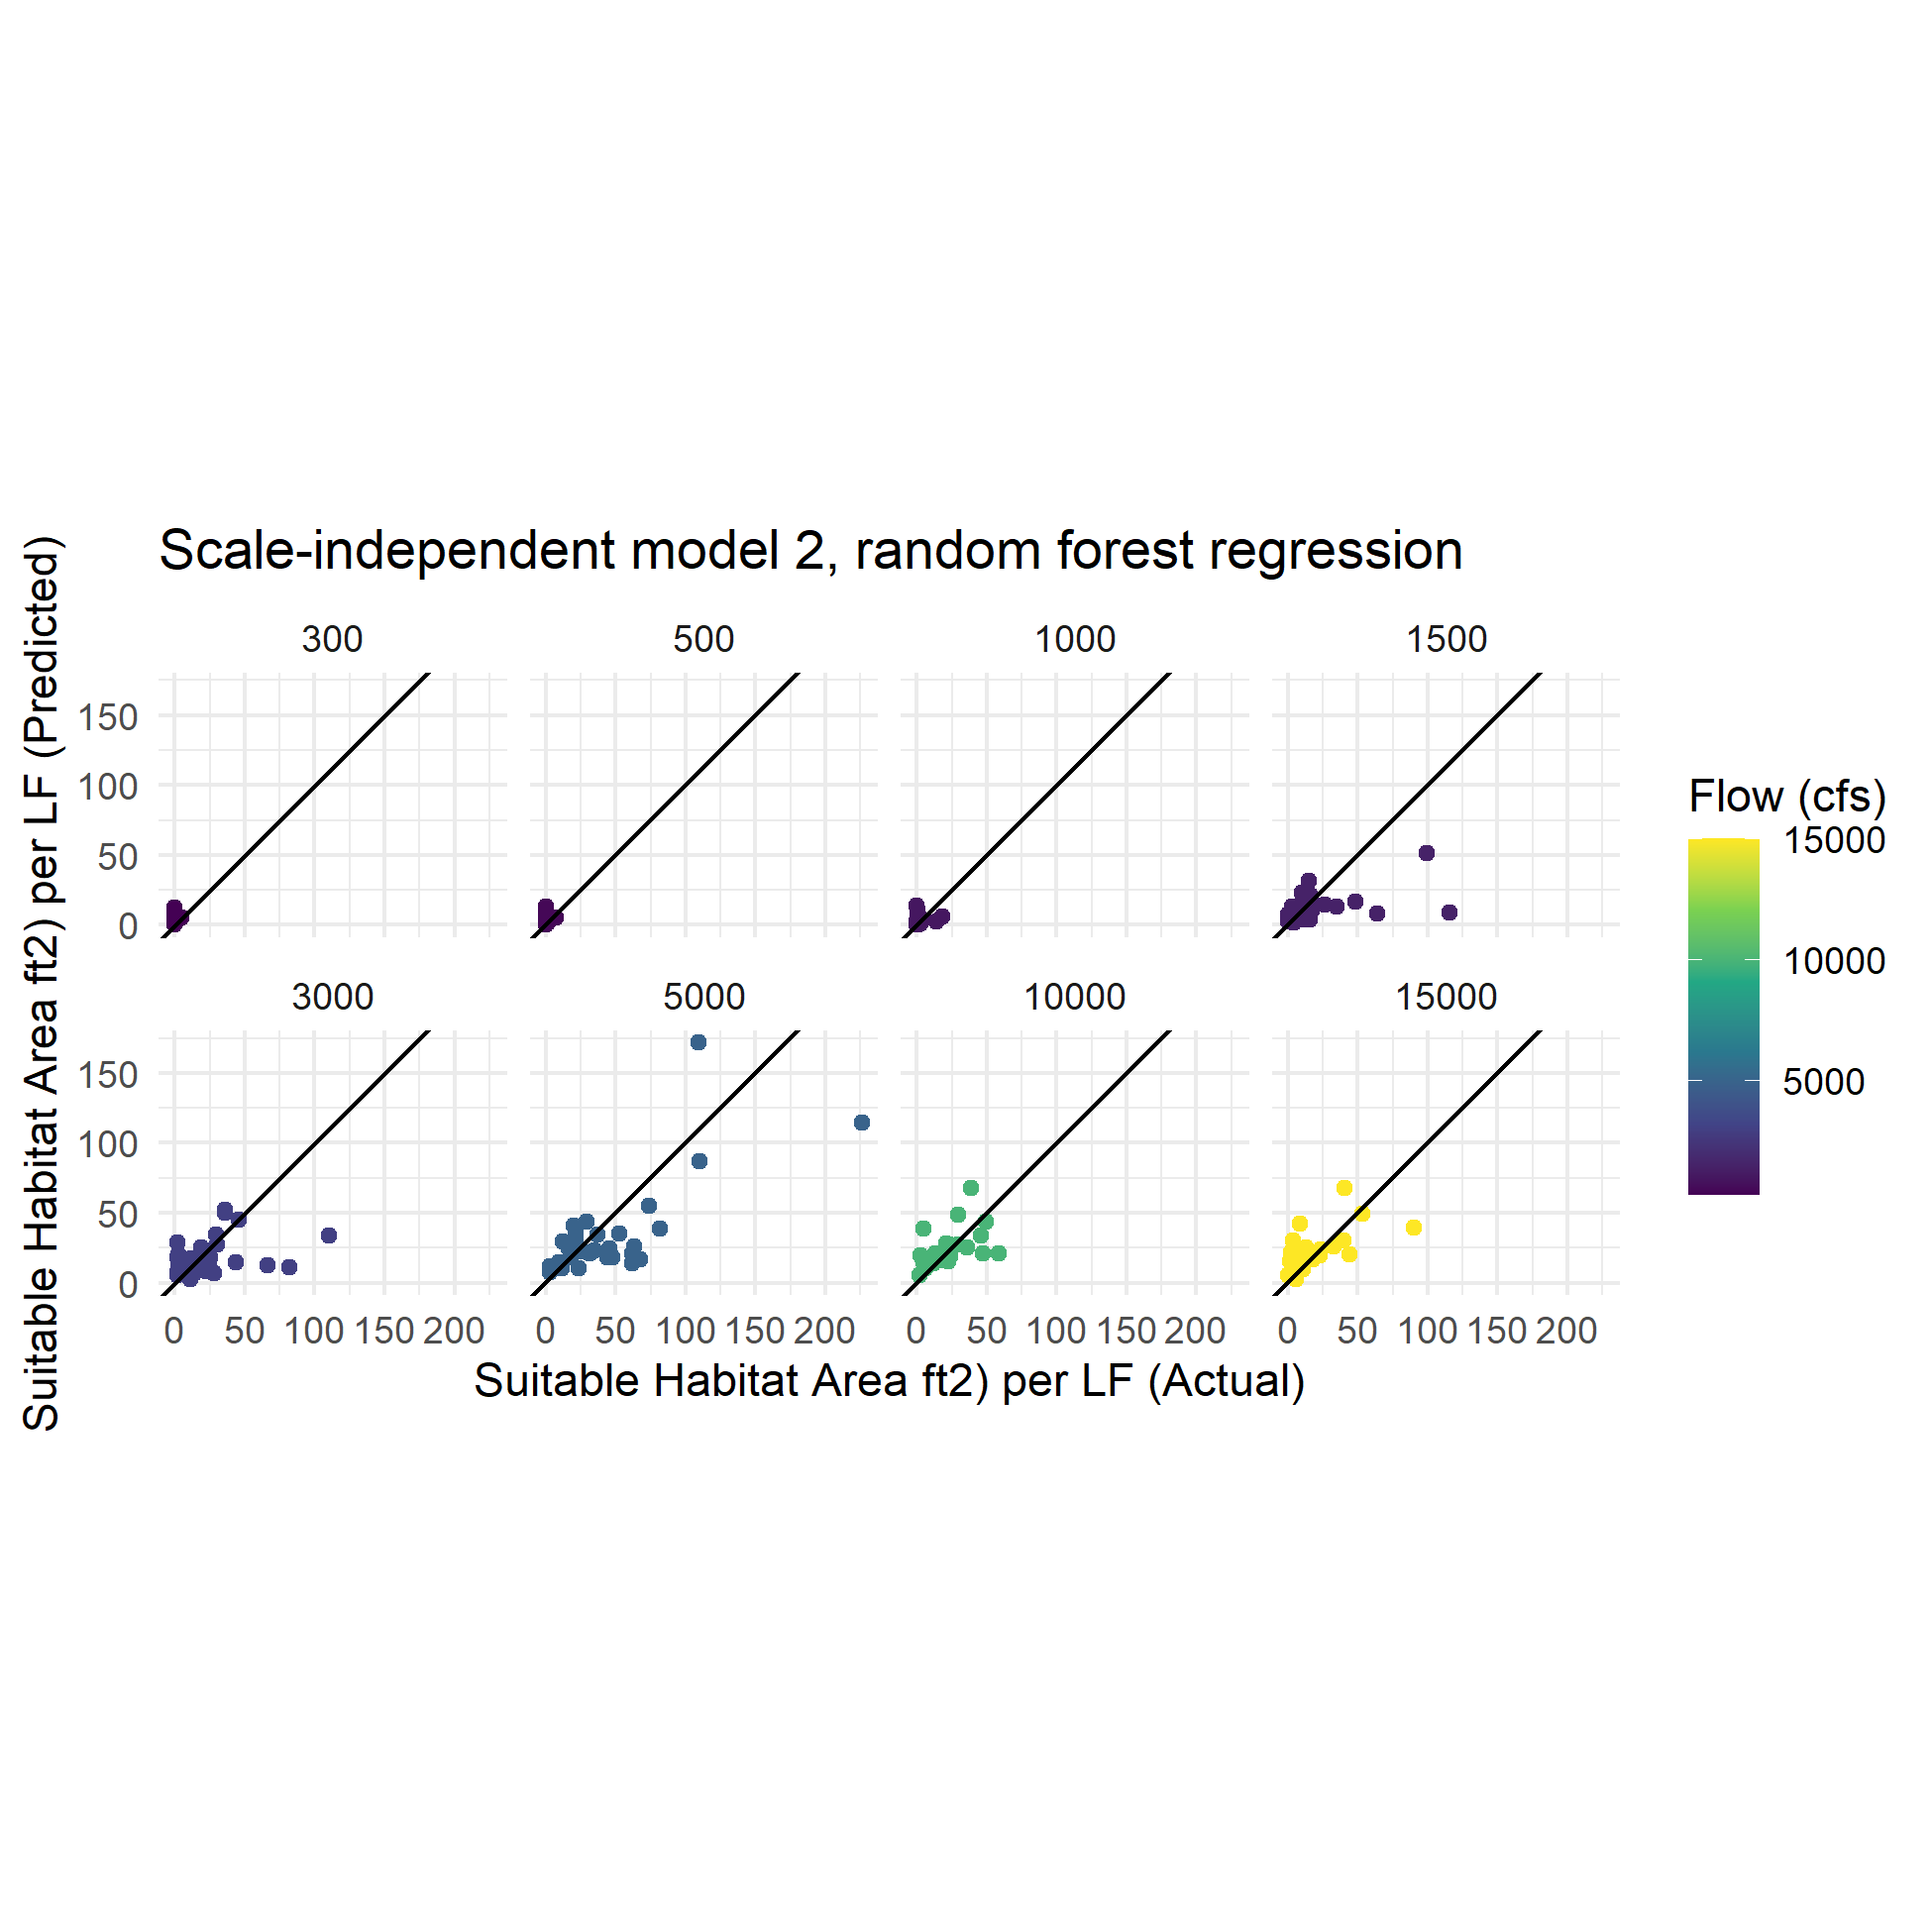 Scale-independent model 2, random forest regression
Suitable Habitat Area ft2) per LF (Predicted)
300
500
1000
1500
150
100
50
0
3000
5000
10000
15000
150
100
50
0
0 50 100 150 200
0 50 100 150 200
0 50 100 150 200
0 50 100 150 200
Suitable Habitat Area ft2) per LF (Actual)
Flow (cfs)
15000
10000
5000